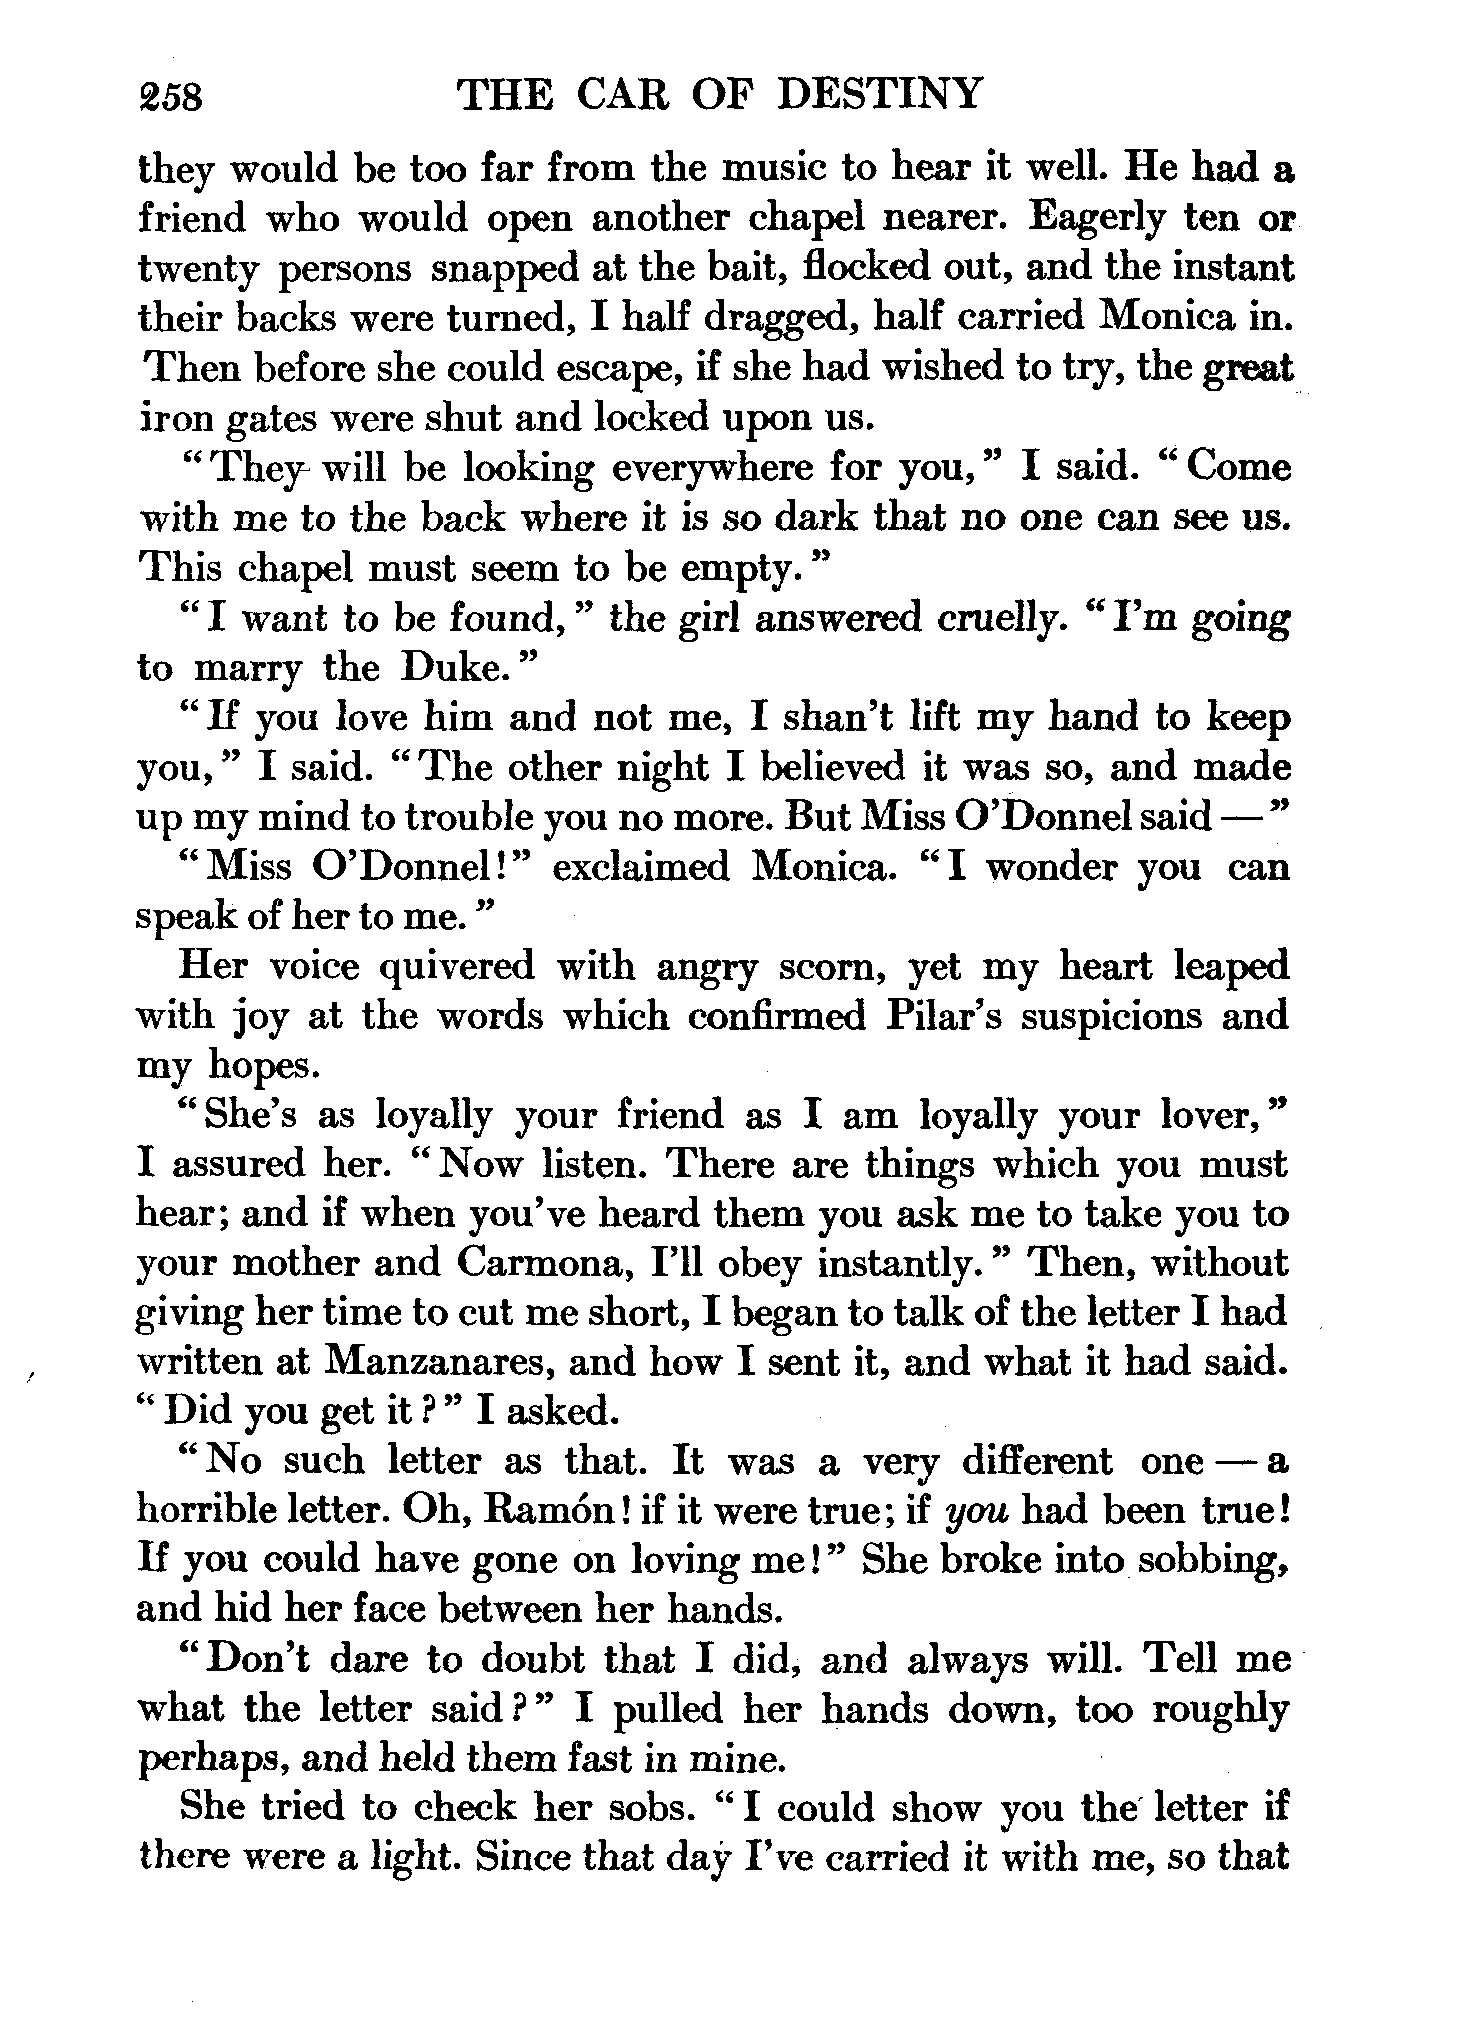 258 THE CAR OF DESTINY
they would be too far from the music to hear it well. He had a
friend who would open another chapel nearer. Eagerly ten or
twenty persons snapped at the bait, flocked out, and the instant
their backs were turned, I half dragged, half carried Monica in.
Then before she could escape, if she had wished to try, the great
iron gates were shut and locked upon us.
"They will be looking everywhere for you," I said. "Come
with me to the back where it is so dark that no one can see us.
This chapel must seem to be empty."
"I want to be found," the girl answered cruelly. "I'm going
to marry the Duke."
"If you love him and not me, I shan't lift my hand to keep
you," I said. "The other night I believed it was so, and made
up my mind to trouble you no more. But Miss O'Donnel said—"
"Miss O'Donnel!" exclaimed Monica. "I wonder you can
speak of her to me."
Her voice quivered with angry scorn, yet my heart leaped
with joy at the words which confirmed Pilar's suspicions and
my hopes.
"She's as loyally your friend as I am loyally your lover,"
I assured her. "Now listen. There are things which you must
hear; and if when you've heard them you ask me to take you to
your mother and Carmona, I'll obey instantly." Then, without
giving her time to cut me short, I began to talk of the letter I had
written at Manzanares, and how I sent it, and what it had said.
"Did you get it?" I asked.
"No such letter as that. It was a very different one — a
horrible letter. Oh, Ramón! if it were true; if you had been true!
If you could have gone on loving me!" She broke into sobbing,
and hid her face between her hands.
"Don't dare to doubt that I did, and always will. Tell me
what the letter said?" I pulled her hands down, too roughly
perhaps, and held them fast in mine.
She tried to check her sobs. "I could show you the letter if
there were a light. Since that day I've carried it with me, so that